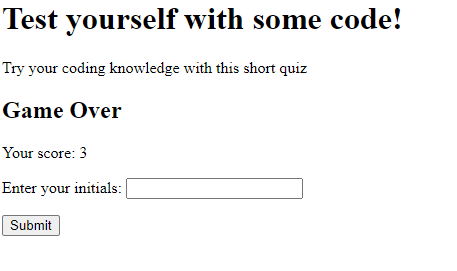 Test yourself with some code!
Try your coding knowledge with this short quiz
Game Over
Your score: 3
Enter your initials:
Submit